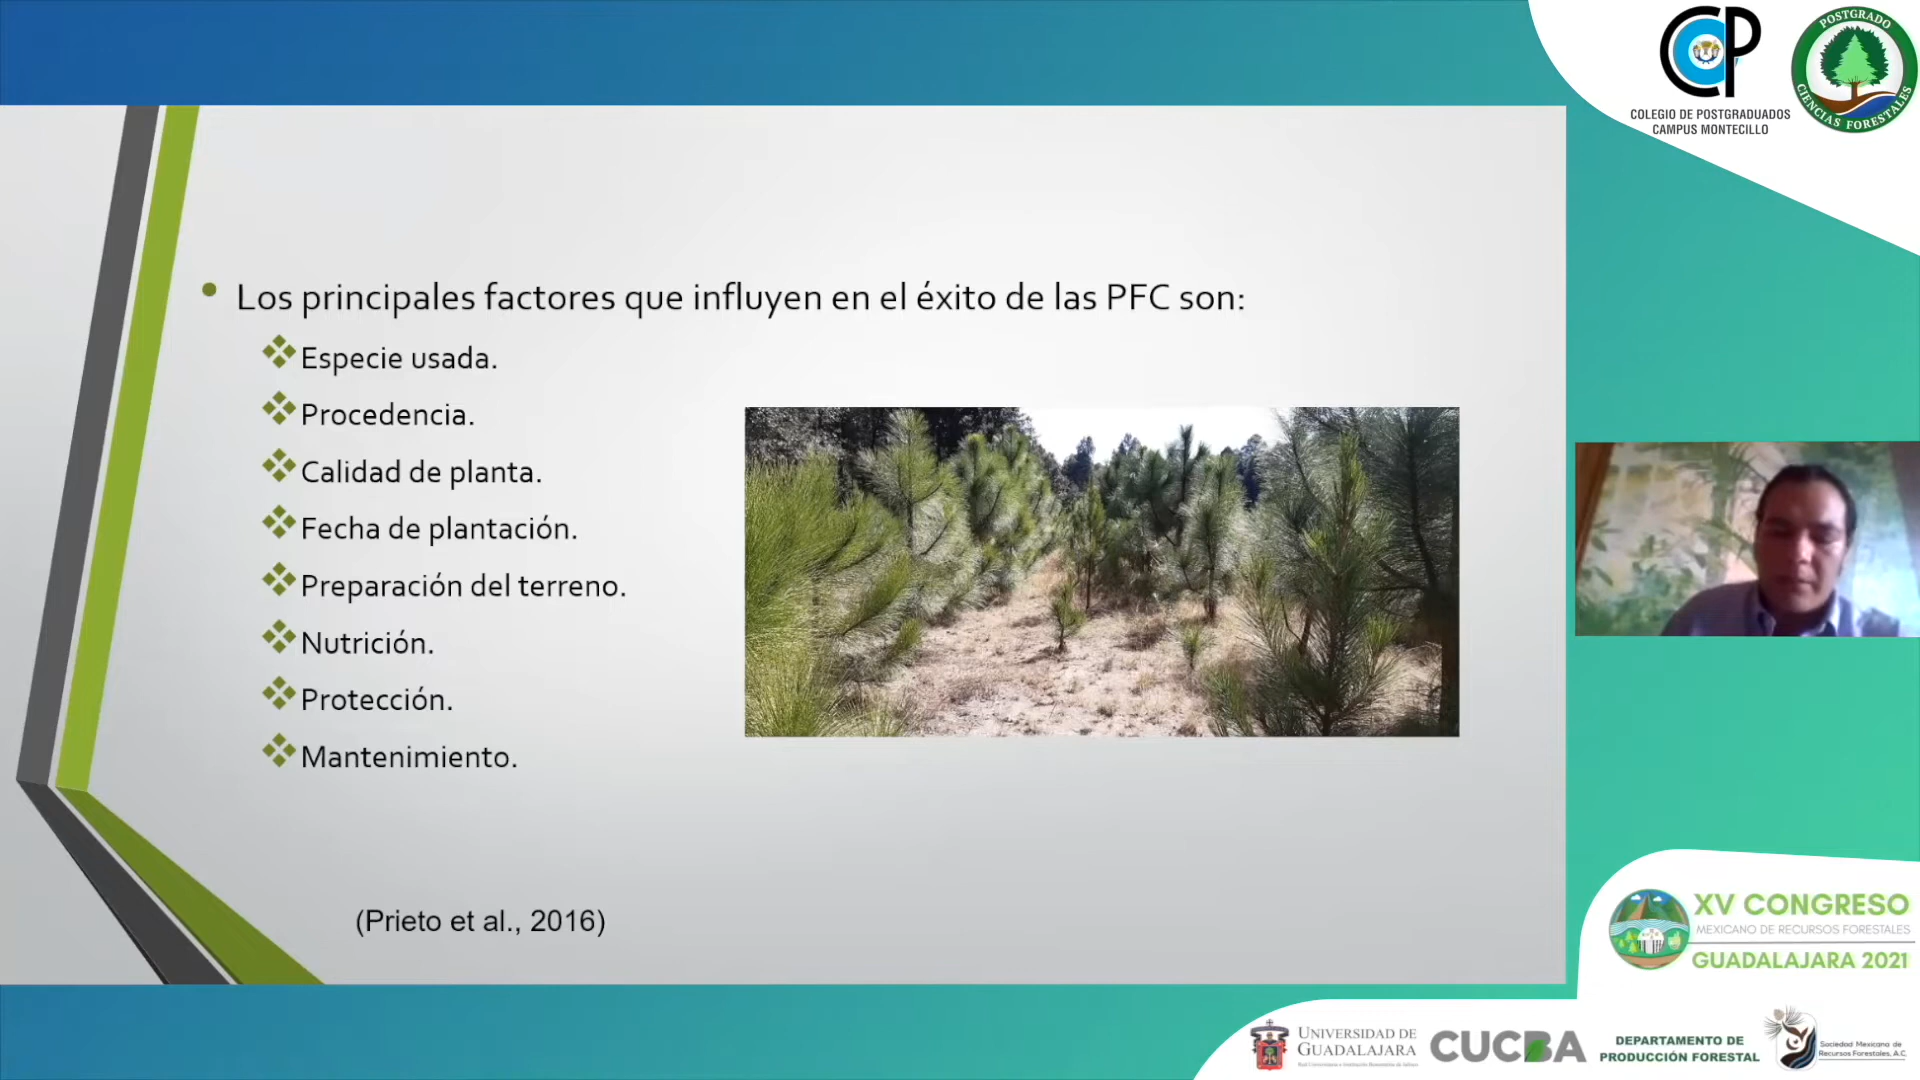 COLEGIO DE POSTGRADUADOS
CAMPUS MONTECILLO
POSTGRADO
CIENCIAS FORESTALES
Los principales factores que influyen en el éxito de las PFC son:
Especie usada.
Procedencia.
Calidad de planta.
Fecha de plantación.
Preparación del terreno.
Nutrición.
Protección.
Mantenimiento.
(Prieto et al., 2016)
XV CONGRESO
MEXICANO DE RECURSOS FORESTALES
GUADALAJARA 2021
UNIVERSIDAD DE
GUADALAJARA
CUCBA
DEPARTAMENTO DE
PRODUCCIÓN FORESTAL
Sociedad Mexicana de
Recursos Forestales, A.C.